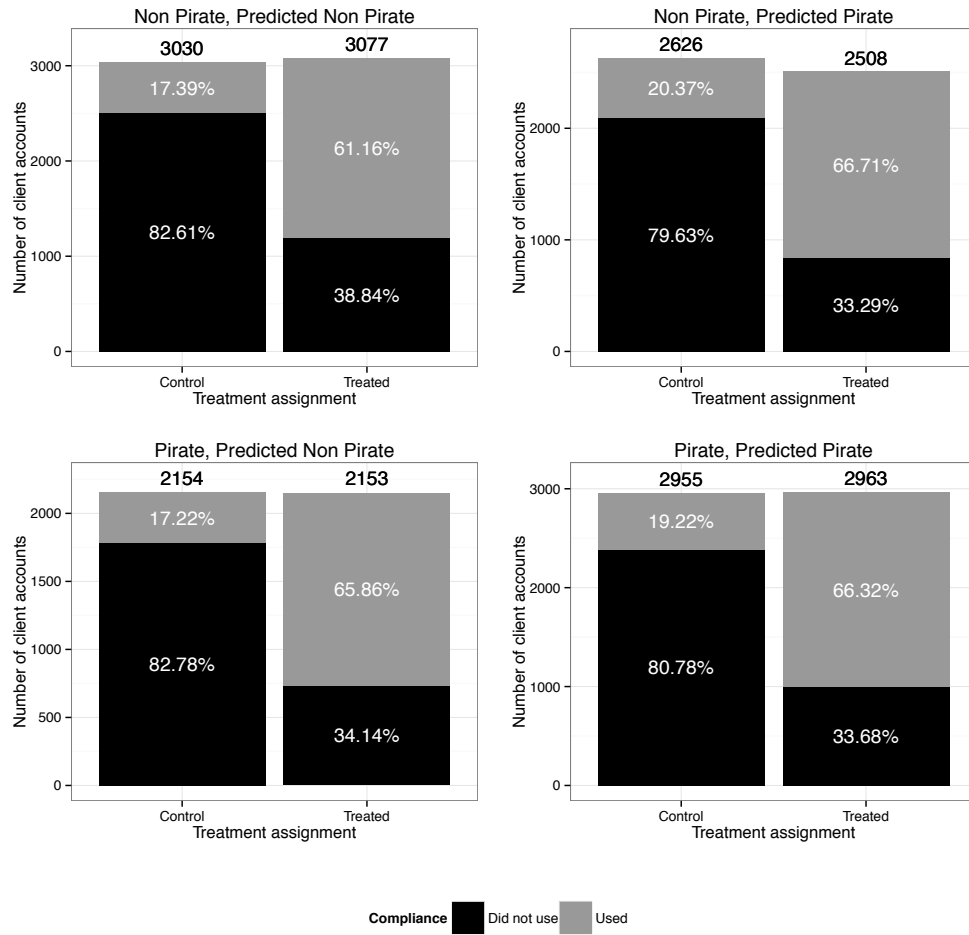 Non Pirate, Predicted Non Pirate
3030
3077
17.39%
61.16%
82.61%
38.84%
3000
2000
1000
0
Number of client accounts
Control
Treated
Treatment assignment
Non Pirate, Predicted Pirate
2626
2508
20.37%
66.71%
79.63%
33.29%
2000
1000
0
Number of client accounts
Control
Treated
Treatment assignment
Pirate, Predicted Non Pirate
2154
2153
17.22%
65.86%
82.78%
34.14%
2000
1500
1000
500
0
Number of client accounts
Control
Treated
Treatment assignment
Pirate, Predicted Pirate
2955
2963
19.22%
66.32%
80.78%
33.68%
3000
2000
1000
0
Number of client accounts
Control
Treated
Treatment assignment
Compliance Did not use Used